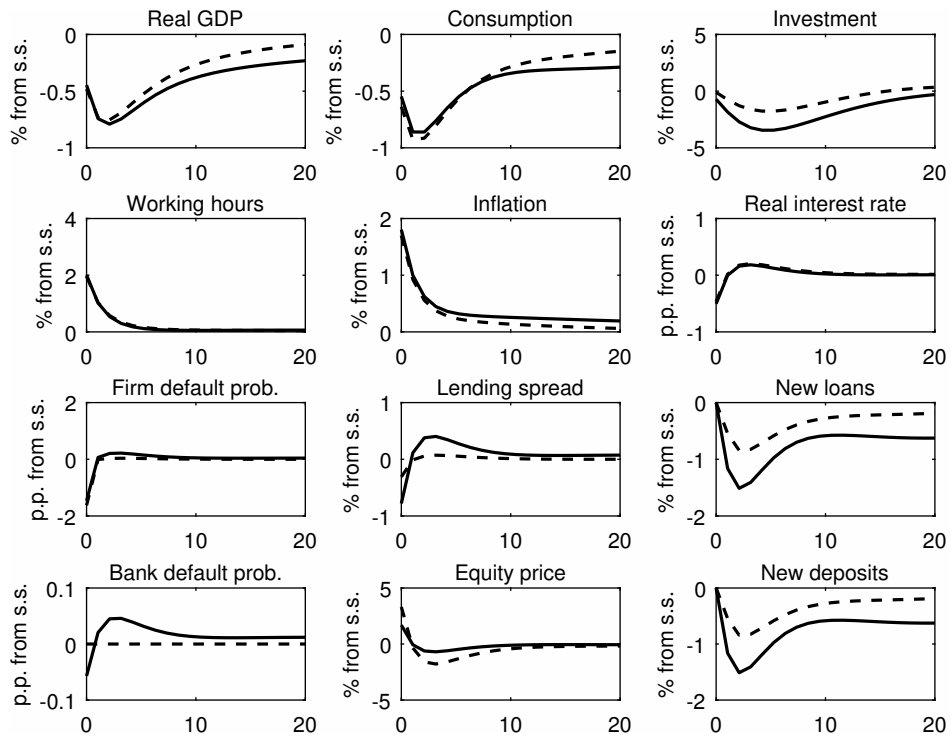 Real GDP
% from s.s.
0
-0.5
-1
0 10 20
Consumption
% from s.s.
0
-0.5
-1
0 10 20
Investment
% from s.s.
5
0
-5
0 10 20
Working hours
% from s.s.
4
2
0
0 10 20
Inflation
% from s.s.
2
1
0
0 10 20
Real interest rate
p.p. from s.s.
1
0
-1
0 10 20
Firm default prob.
p.p. from s.s.
2
0
-2
0 10 20
Lending spread
% from s.s.
1
0
-1
0 10 20
New loans
% from s.s.
0
-1
-2
0 10 20
Bank default prob.
p.p. from s.s.
0.1
0
-0.1
0 10 20
Equity price
% from s.s.
5
0
-5
0 10 20
New deposits
% from s.s.
0
-1
-2
0 10 20